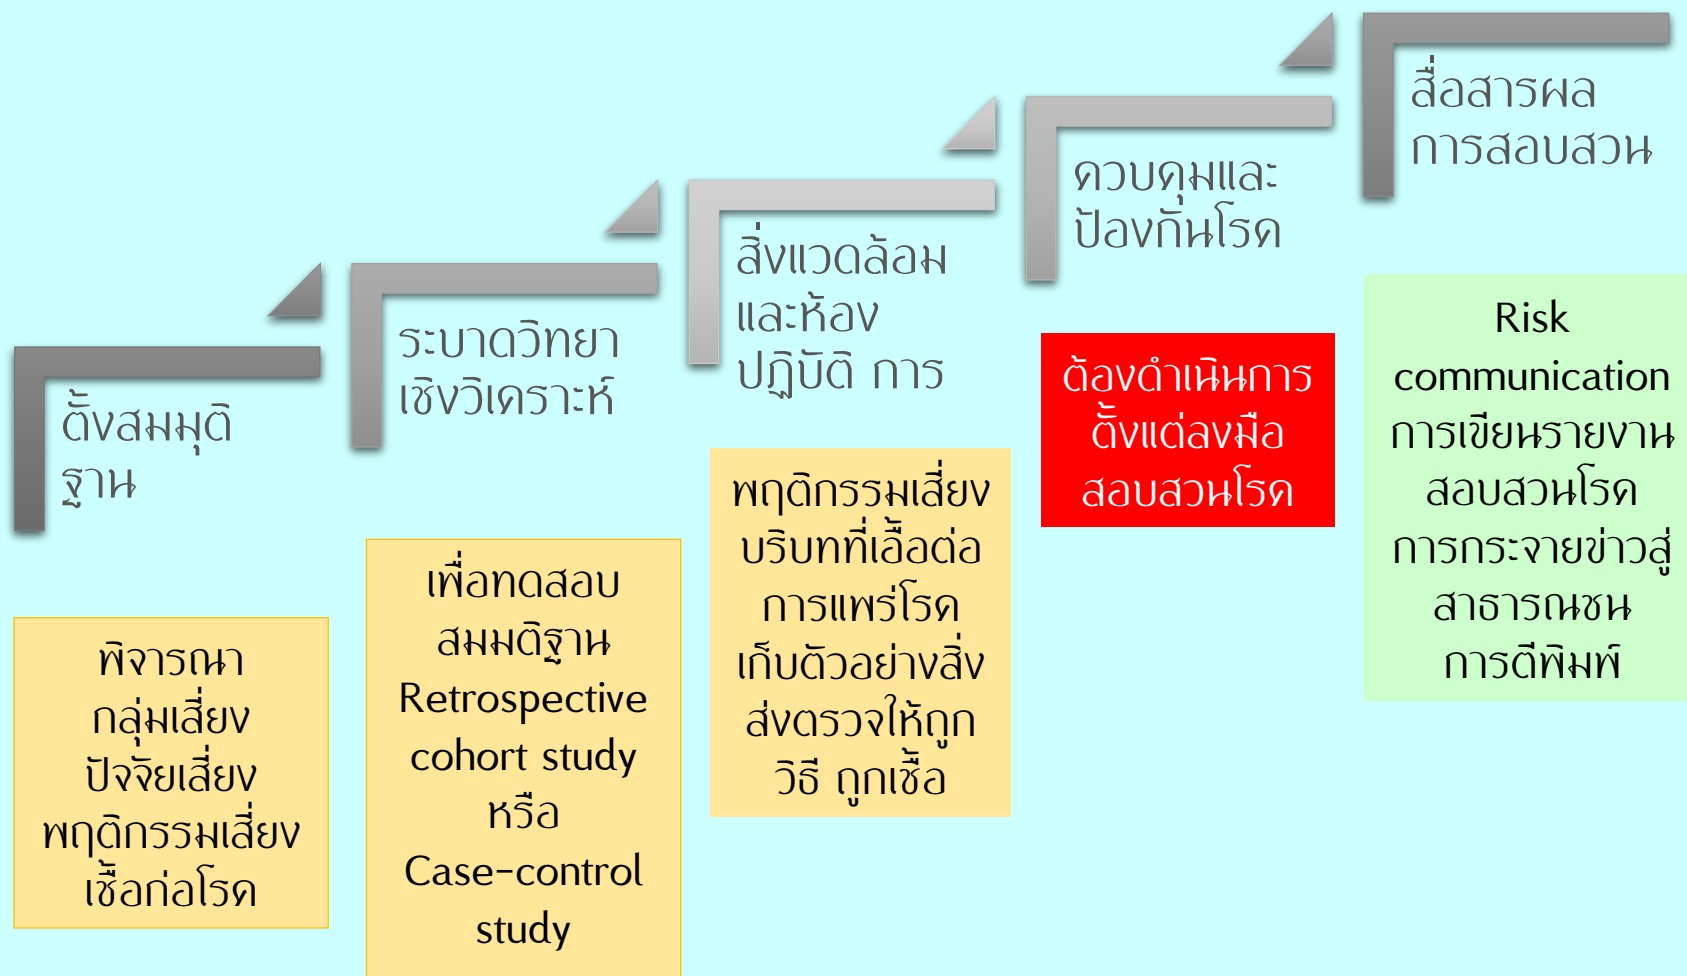 ตั้งสมมุติ
ฐาน
พิจารณา
กลุ่มเสี่ยง
ปัจจัยเสี่ยง
พฤติกรรมเสี่ยง
เชื้อก่อโรค
ระบาดวิทยา
เชิงวิเคราะห์
เพื่อทดสอบ
สมมติฐาน
Retrospective
cohort study
หรือ
Case-control
study
สิ่งแวดล้อม
และห้อง
ปฏิบัติ การ
พฤติกรรมเสี่ยง
บริบทที่เอื้อต่อ
การแพร่โรค
เก็บตัวอย่างสิ่ง
ส่งตรวจให้ถูก
วิธี ถูกเชื้อ
ควบคุมและ
ป้องกันโรค
ต้องดำเนินการ
ตั้งแต่ลงมือ
สอบสวนโรค
สื่อสารผล
การสอบสวน
Risk
communication
การเขียนรายงาน
สอบสวนโรค
การกระจายข่าวสู่
สาธารณชน
การตีพิมพ์